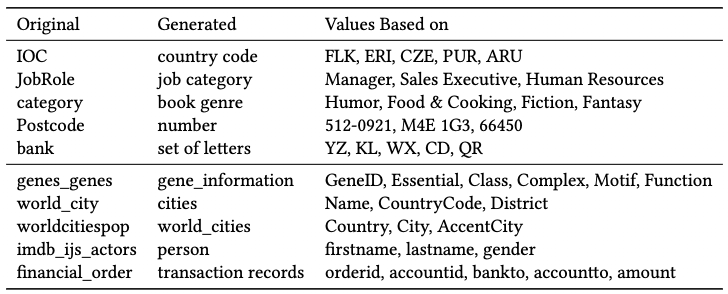 Original Generated Values Based on
IOC country code FLK, ERI, CZE, PUR, ARU
JobRole job category Manager, Sales Executive, Human Resources
category book genre Humor, Food & Cooking, Fiction, Fantasy
Postcode number 512-0921, M4E 1G3, 66450
bank set of letters YZ, KL, WX, CD, QR
genes_genes gene_information GeneID, Essential, Class, Complex, Motif, Function
world_city cities Name, CountryCode, District
worldcitiespop world_cities Country, City, AccentCity
imdb_ijs_actors person firstname, lastname, gender
financial_order transaction records orderid, accountid, bankto, accountto, amount